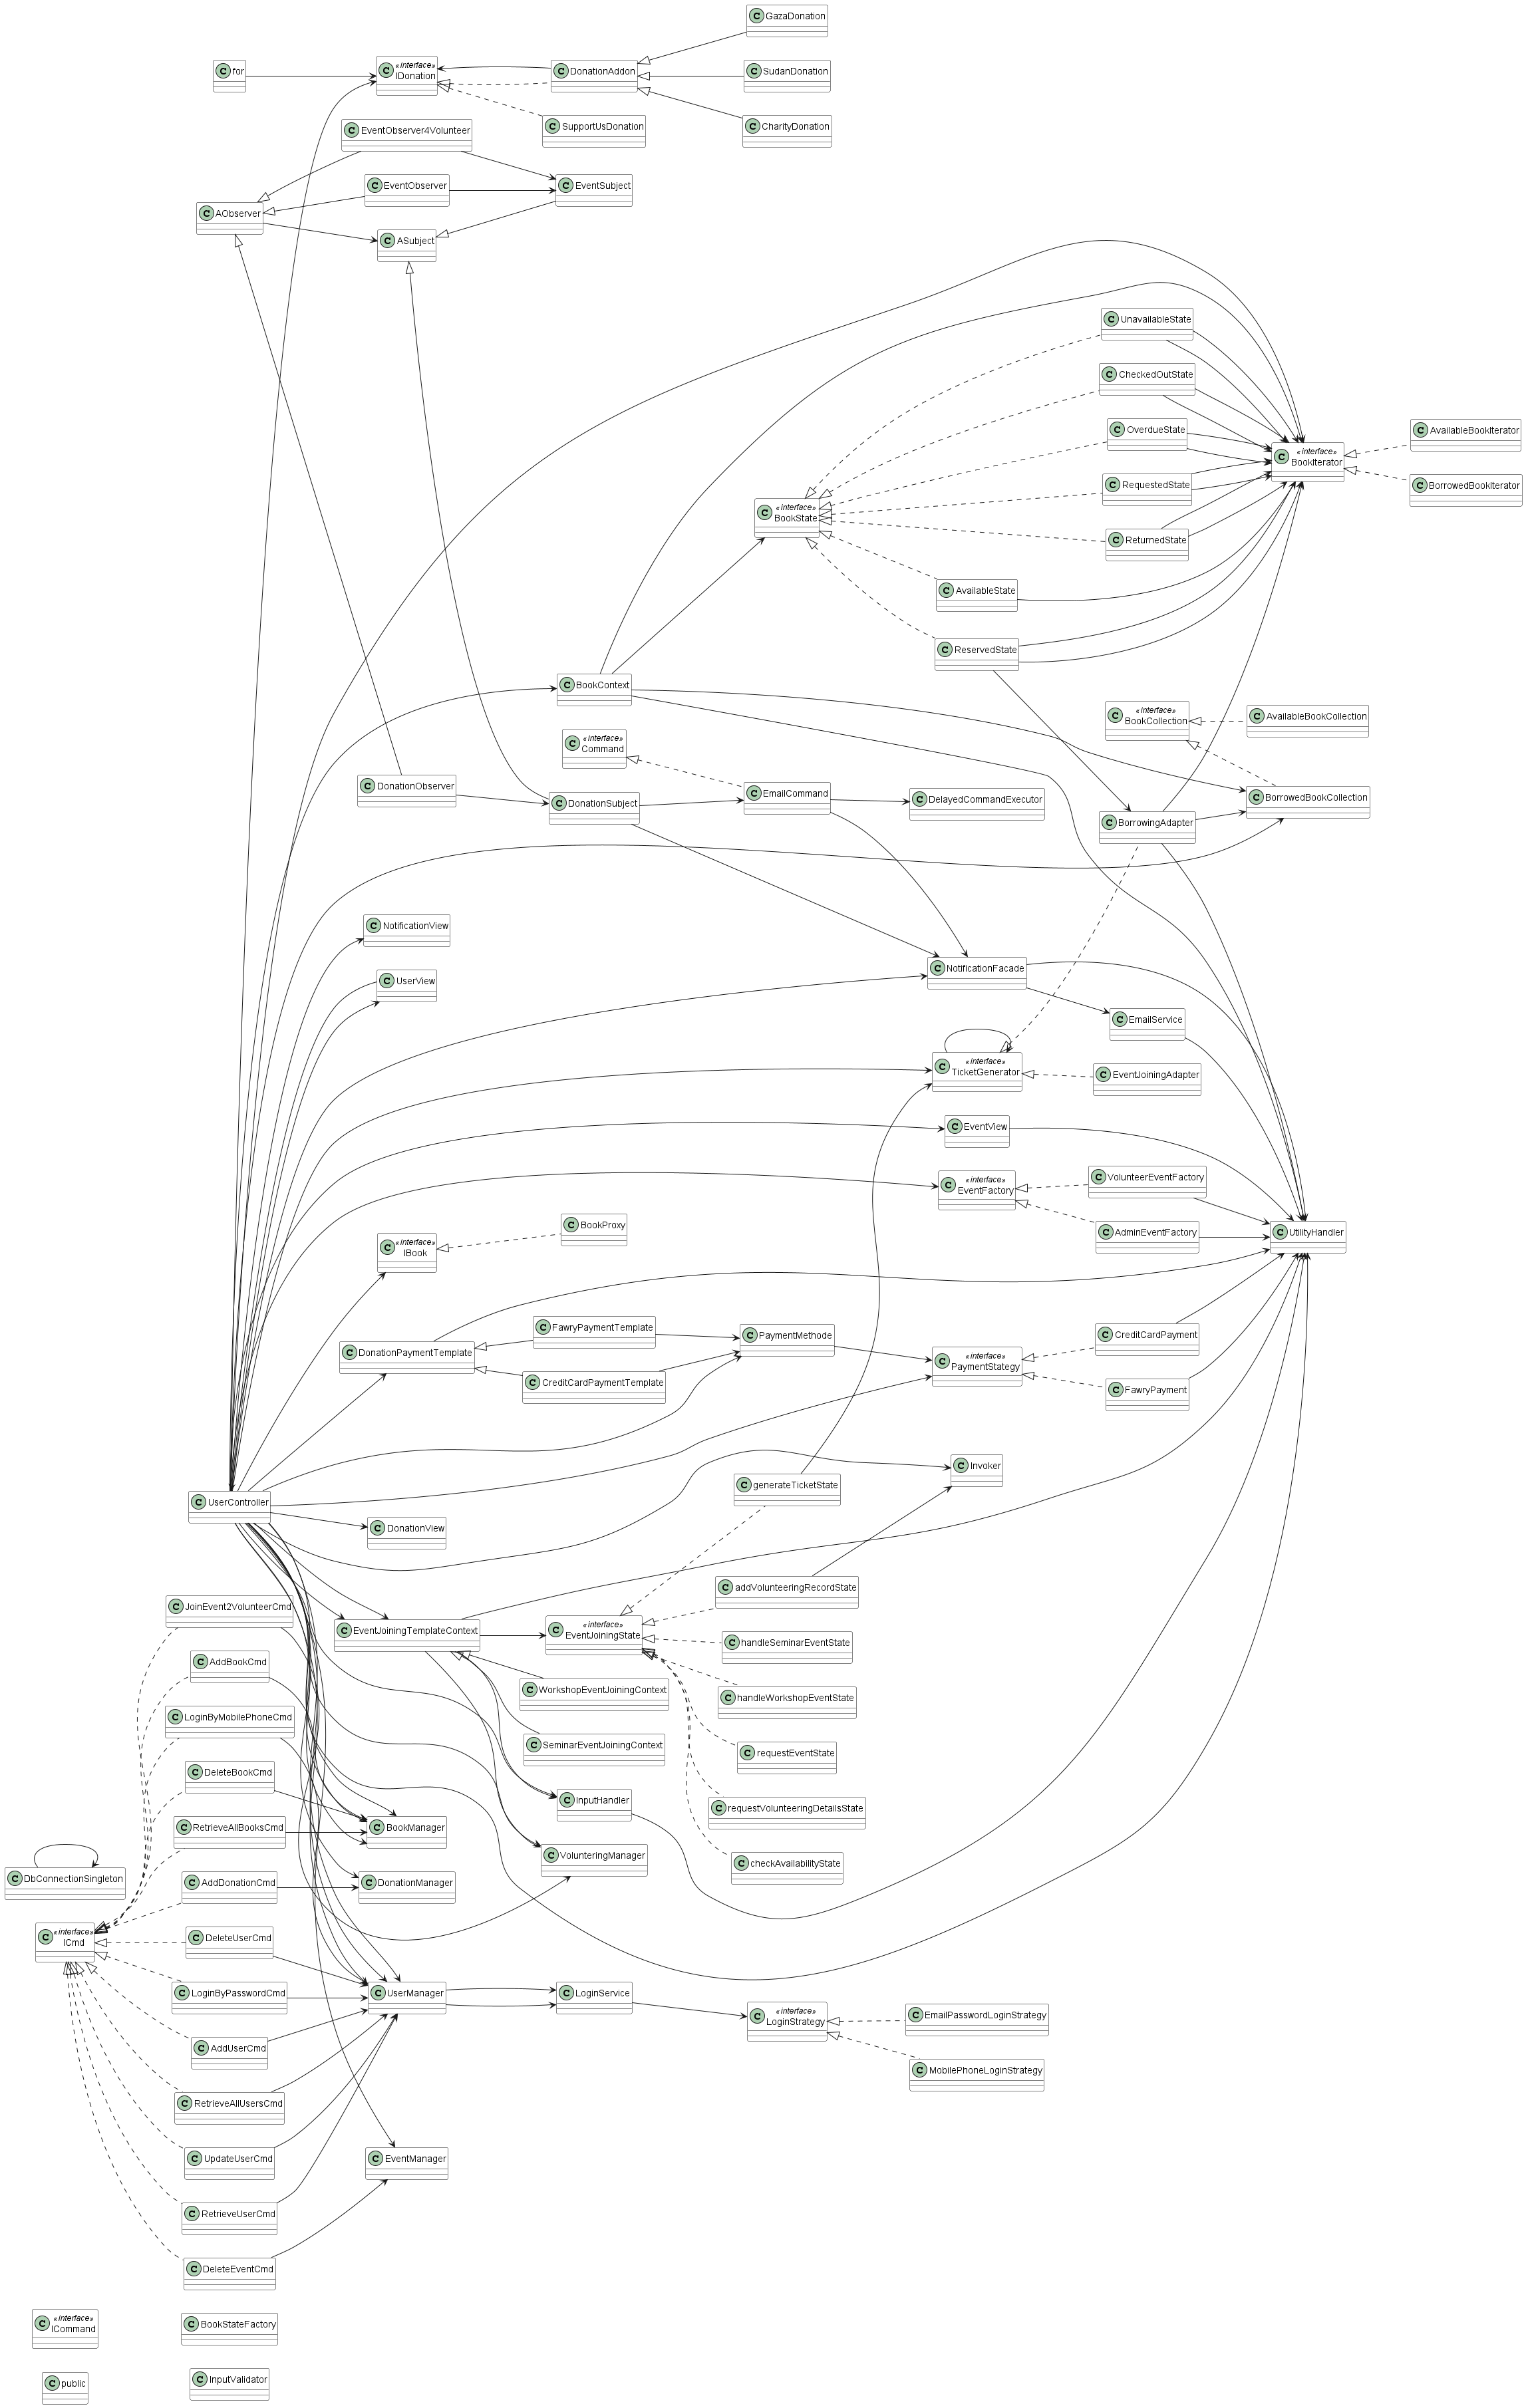 C GazaDonation
C for
C «interface»
IDonation
C DonationAddon
C SudanDonation
C EventObserver4Volunteer
C SupportUsDonation
C CharityDonation
C EventObserver
C EventSubject
C AObserver
C ASubject
C UnavailableState
C CheckedOutState
C OverdueState
C AvailableBookIterator
C «interface»
BookIterator
C RequestedState
C BorrowedBookIterator
C «interface»
BookState
C ReturnedState
C AvailableState
C ReservedState
C BookContext
C «interface»
BookCollection
C AvailableBookCollection
C «interface»
Command
C DonationObserver
C DonationSubject
C EmailCommand
C DelayedCommandExecutor
C BorrowedBookCollection
C BorrowingAdapter
C NotificationView
C UserView
C NotificationFacade
C EmailService
C «interface»
TicketGenerator
C EventJoiningAdapter
C EventView
C «interface»
EventFactory
C VolunteerEventFactory
C BookProxy
C «interface»
IBook
C AdminEventFactory
C UtilityHandler
C FawryPaymentTemplate
C PaymentMethode
C CreditCardPayment
C DonationPaymentTemplate
C «interface»
PaymentStategy
C CreditCardPaymentTemplate
C FawryPayment
C Invoker
C generateTicketState
C UserController
C DonationView
C addVolunteeringRecordState
C JoinEvent2VolunteerCmd
C EventJoiningTemplateContext
C «interface»
EventJoiningState
C handleSeminarEventState
C AddBookCmd
C WorkshopEventJoiningContext
C handleWorkshopEventState
C LoginByMobilePhoneCmd
C SeminarEventJoiningContext
C requestEventState
C DeleteBookCmd
C InputHandler
C requestVolunteeringDetailsState
C RetrieveAllBooksCmd
C BookManager
C VolunteringManager
C checkAvailabilityState
C DbConnectionSingleton
C AddDonationCmd
C DonationManager
C «interface»
ICmd
C DeleteUserCmd
C LoginByPasswordCmd
C UserManager
C LoginService
C «interface»
LoginStrategy
C EmailPasswordLoginStrategy
C AddUserCmd
C MobilePhoneLoginStrategy
C RetrieveAllUsersCmd
C UpdateUserCmd
C EventManager
C RetrieveUserCmd
C DeleteEventCmd
C «interface»
ICommand
C BookStateFactory
C public
C InputValidator